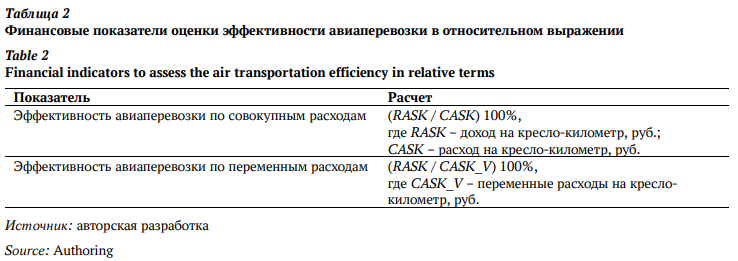 Таблица 2
Финансовые показатели оценки эффективности авиаперевозки в относительном выражении
Table 2
Financial indicators to assess the air transportation efficiency in relative terms
Показатель Расчет
Эффективность авиаперевозки по совокупным расходам (RASK / CASK) 100%,
где RASK – доход на кресло-километр, руб.;
CASK – расход на кресло-километр, руб.
Эффективность авиаперевозки по переменным расходам (RASK / CASK_V) 100%,
где CASK_V – переменные расходы на кресло-
километр, руб.
Источник: авторская разработка
Source: Authoring